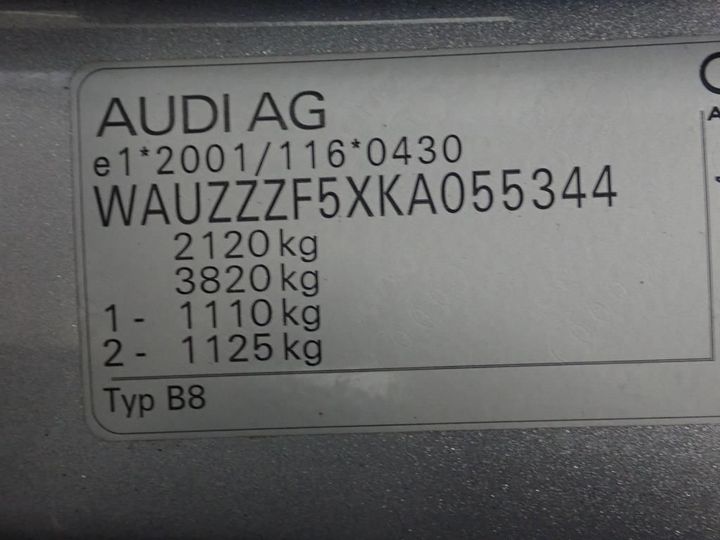 AUDI AG
e1*2001/116*0430
WAUZZZF5XKA055344
2120 kg
3820 kg
1 - 1110 kg
2 - 1125 kg
Typ B8